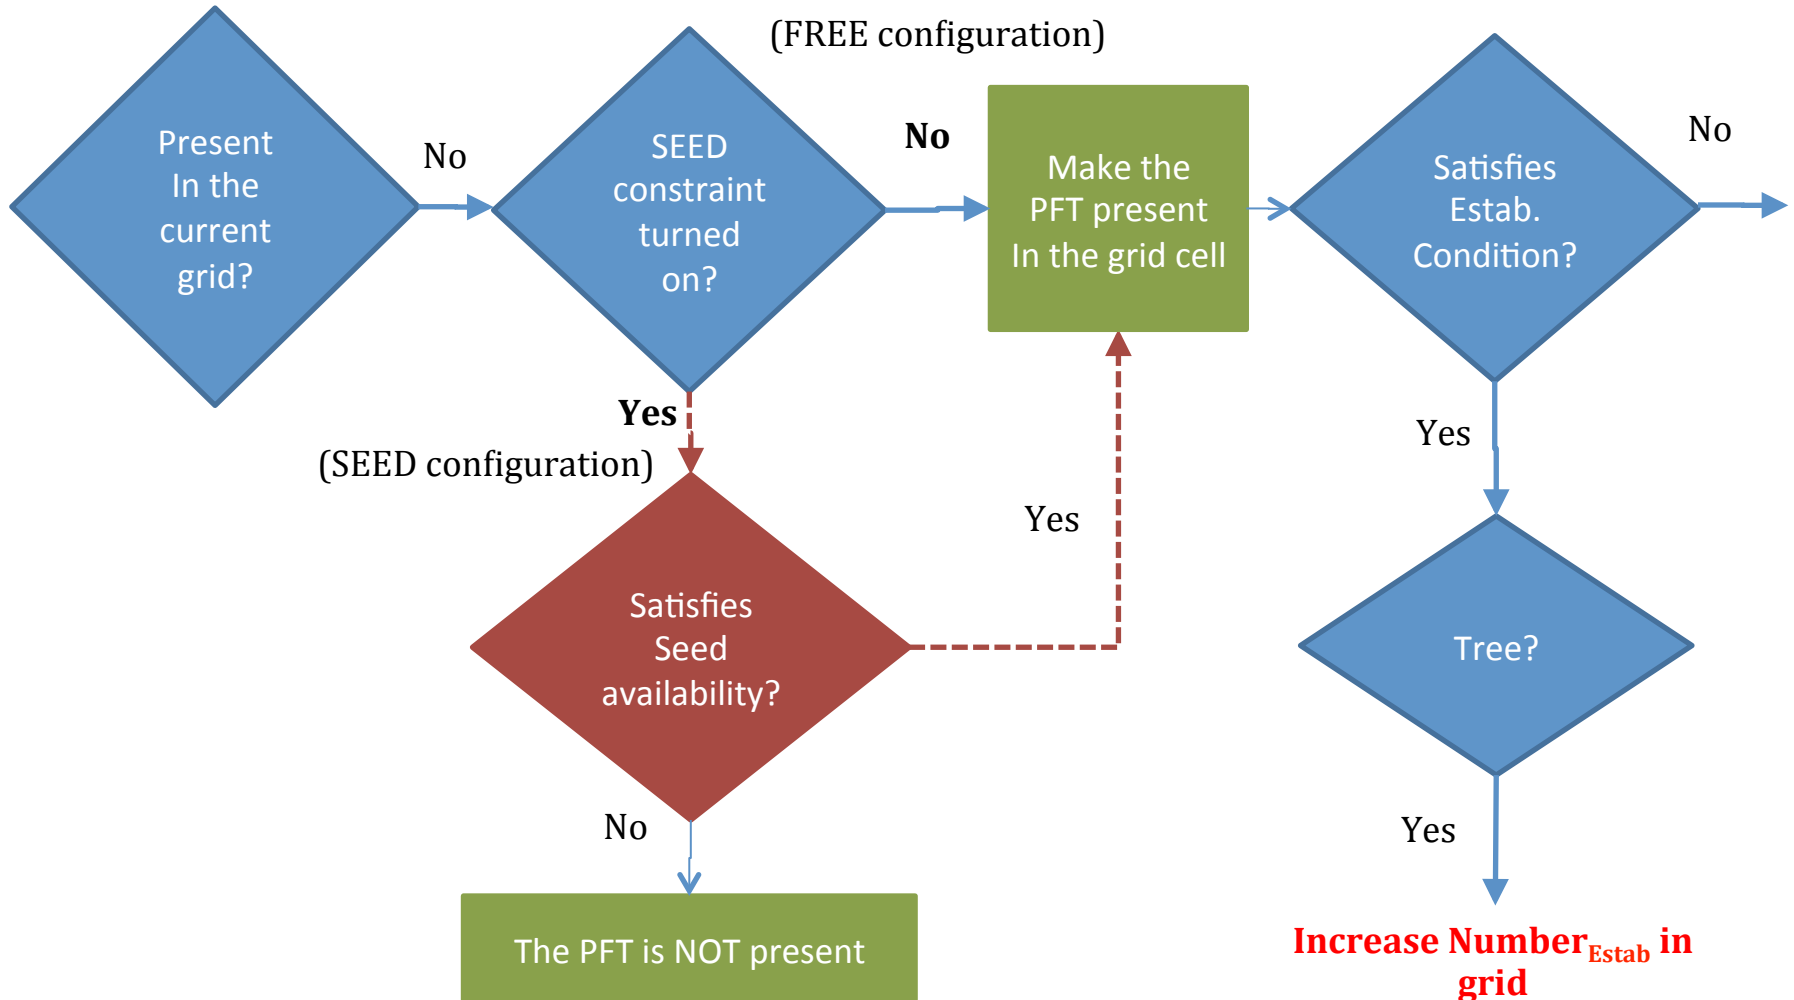 (FREE configuration)
Present
In the
current
grid?
No
SEED
constraint
turned
on?
No
Make the
PFT present
In the grid cell
Satisfies
Estab.
Condition?
No
Yes
(SEED configuration)
Yes
Yes
Satisfies
Seed
availability?
Tree?
No
Yes
The PFT is NOT present
Increase Number_Estab in
grid